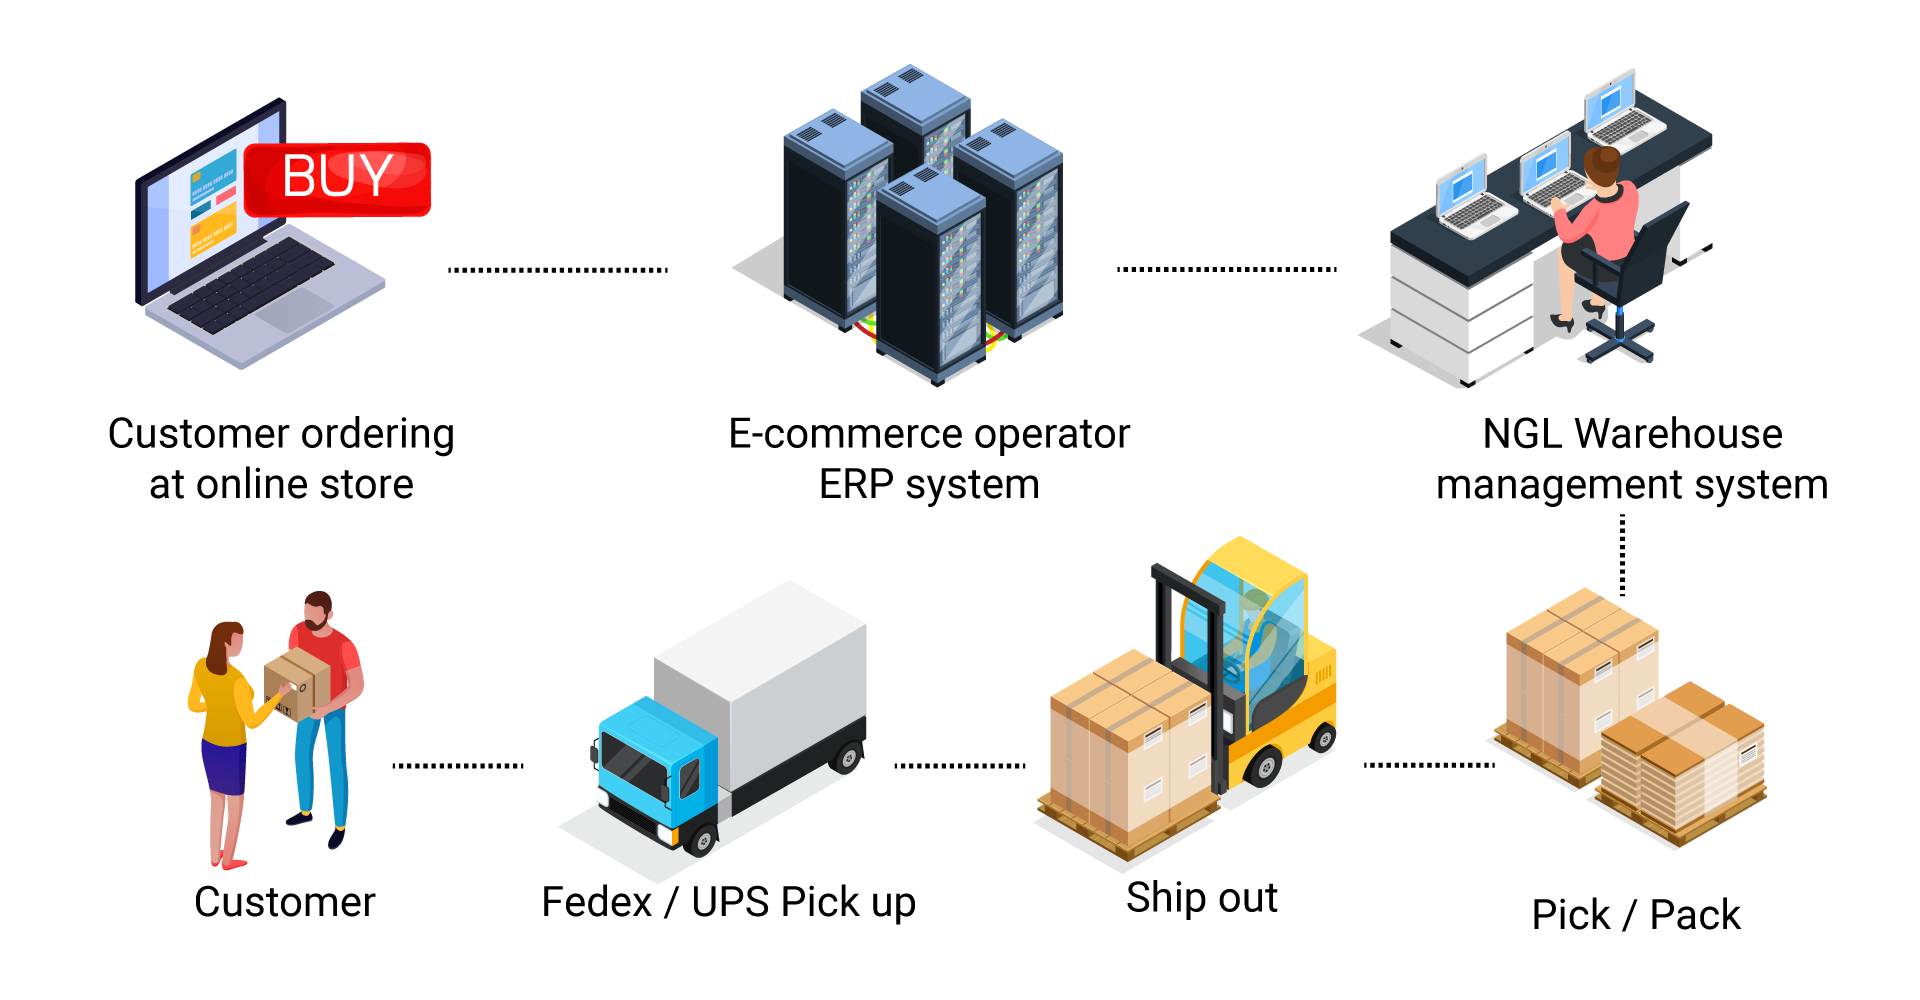 BUY
Customer ordering
at online store
E-commerce operator
ERP system
NGL Warehouse
management system
Customer
Fedex / UPS Pick up
Ship out
Pick / Pack